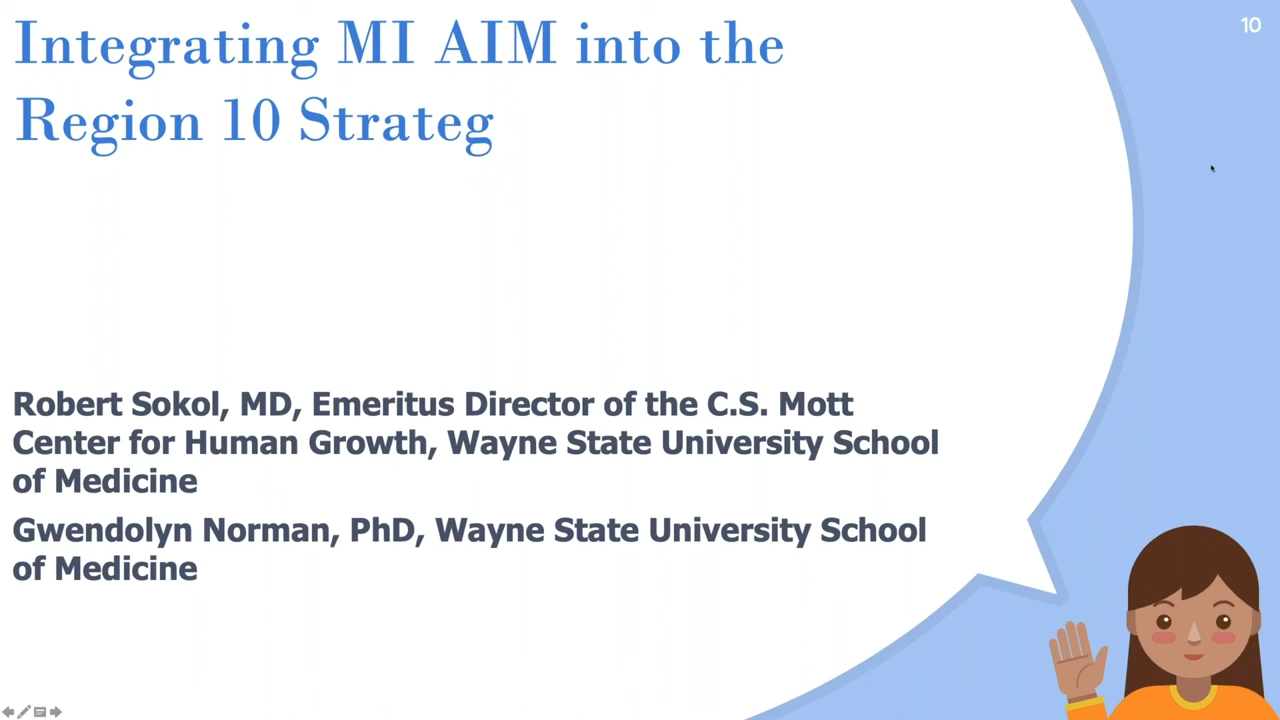 Integrating MI AIM into the
Region 10 Strateg
10
Robert Sokol, MD, Emeritus Director of the C.S. Mott
Center for Human Growth, Wayne State University School
of Medicine
Gwendolyn Norman, PhD, Wayne State University School
of Medicine